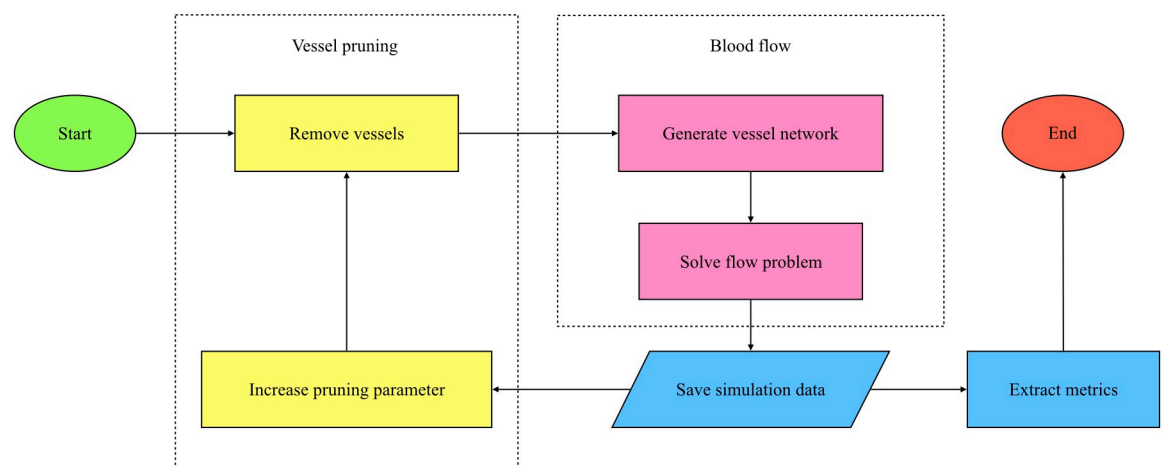 Vessel pruning
Blood flow
Start
Remove vessels
Generate vessel network
End
Solve flow problem
Increase pruning parameter
Save simulation data
Extract metrics